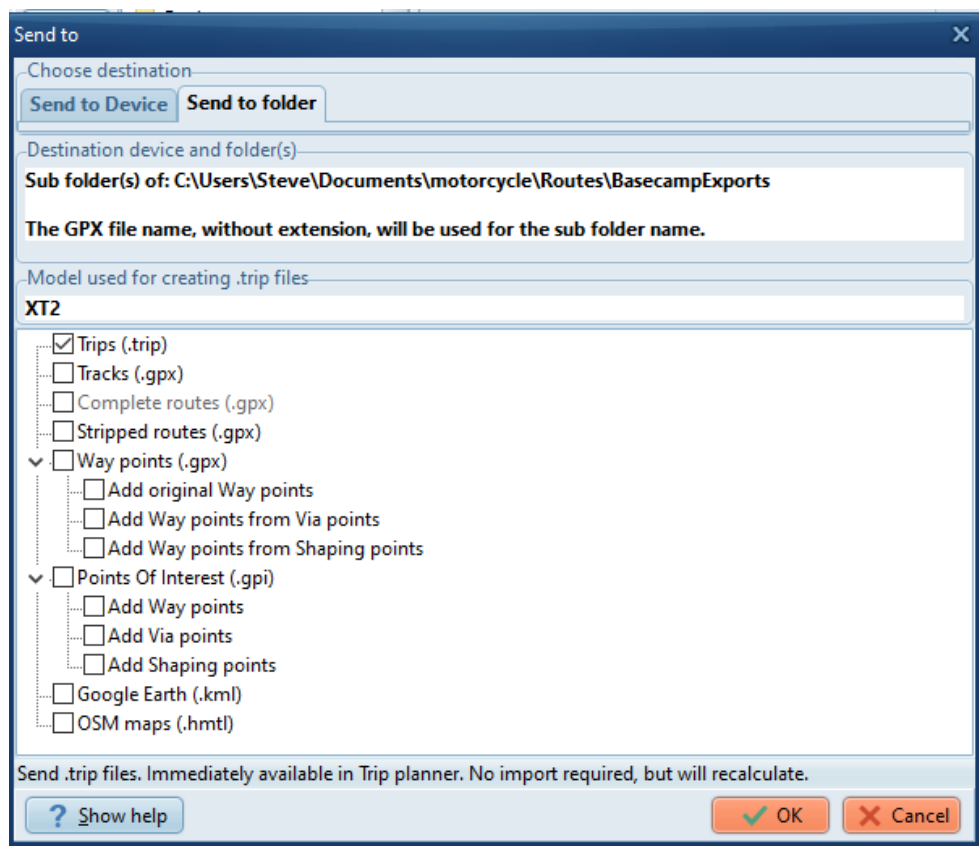 Send to
Choose destination
Send to Device
Send to folder
Destination device and folder(s)
Sub folder(s) of: C:\Users\Steve\Documents\motorcycle\Routes\BasecampExports
The GPX file name, without extension, will be used for the sub folder name.
Model used for creating .trip files
XT2
Trips (.trip)
Tracks (.gpx)
Complete routes (.gpx)
Stripped routes (.gpx)
Way points (.gpx)
Add original Way points
Add Way points from Via points
Add Way points from Shaping points
Points Of Interest (.gpi)
Add Way points
Add Via points
Add Shaping points
Google Earth (.kml)
OSM maps (.hmtl)
Send .trip files. Immediately available in Trip planner. No import required, but will recalculate.
? Show help
OK
Cancel